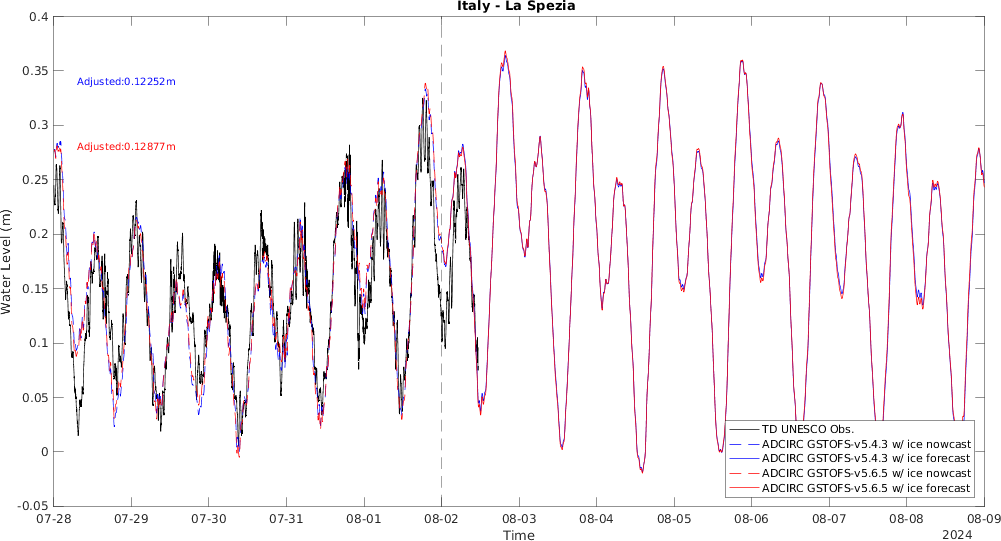 Italy - La Spezia
Water Level (m)
0.4
0.35
0.3
0.25
0.2
0.15
0.1
0.05
0
-0.05
Adjusted:0.12252m
Adjusted:0.12877m
TD UNESCO Obs.
ADCIRC GSTOFS-v5.4.3 w/ ice nowcast
ADCIRC GSTOFS-v5.4.3 w/ ice forecast
ADCIRC GSTOFS-v5.6.5 w/ ice nowcast
ADCIRC GSTOFS-v5.6.5 w/ ice forecast
07-28 07-29 07-30 07-31 08-01 08-02 08-03 08-04 08-05 08-06 08-07 08-08 08-09
Time
2024